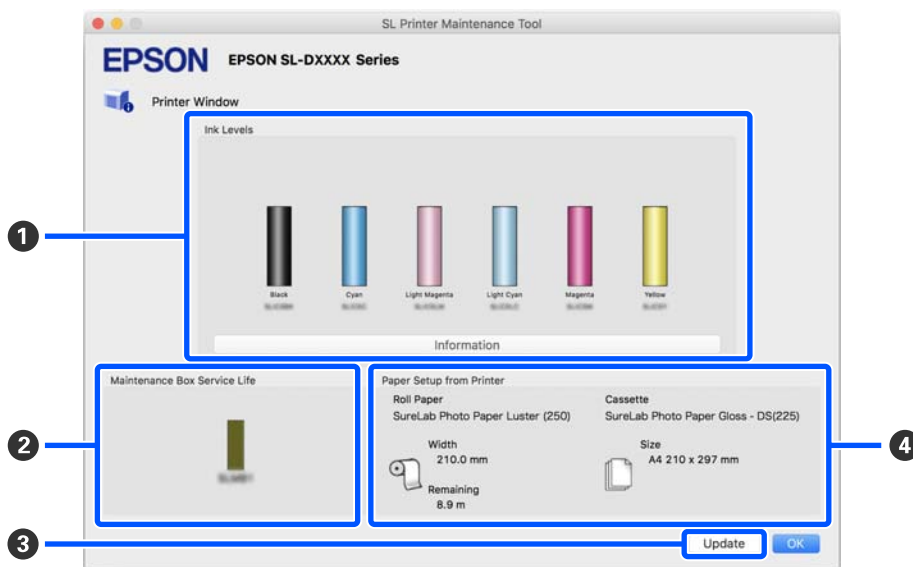 SL Printer Maintenance Tool
EPSON EPSON SL-DXXXX Series
Printer Window
Ink Levels
1
Black Cyan Light Magenta Light Cyan Magenta Yellow
Information
Maintenance Box Service Life
Paper Setup from Printer
Roll Paper
SureLab Photo Paper Luster (250)
Width
210.0 mm
Remaining
8.9 m
Cassette
SureLab Photo Paper Gloss - DS(225)
Size
A4 210 x 297 mm
2
4
3
Update OK